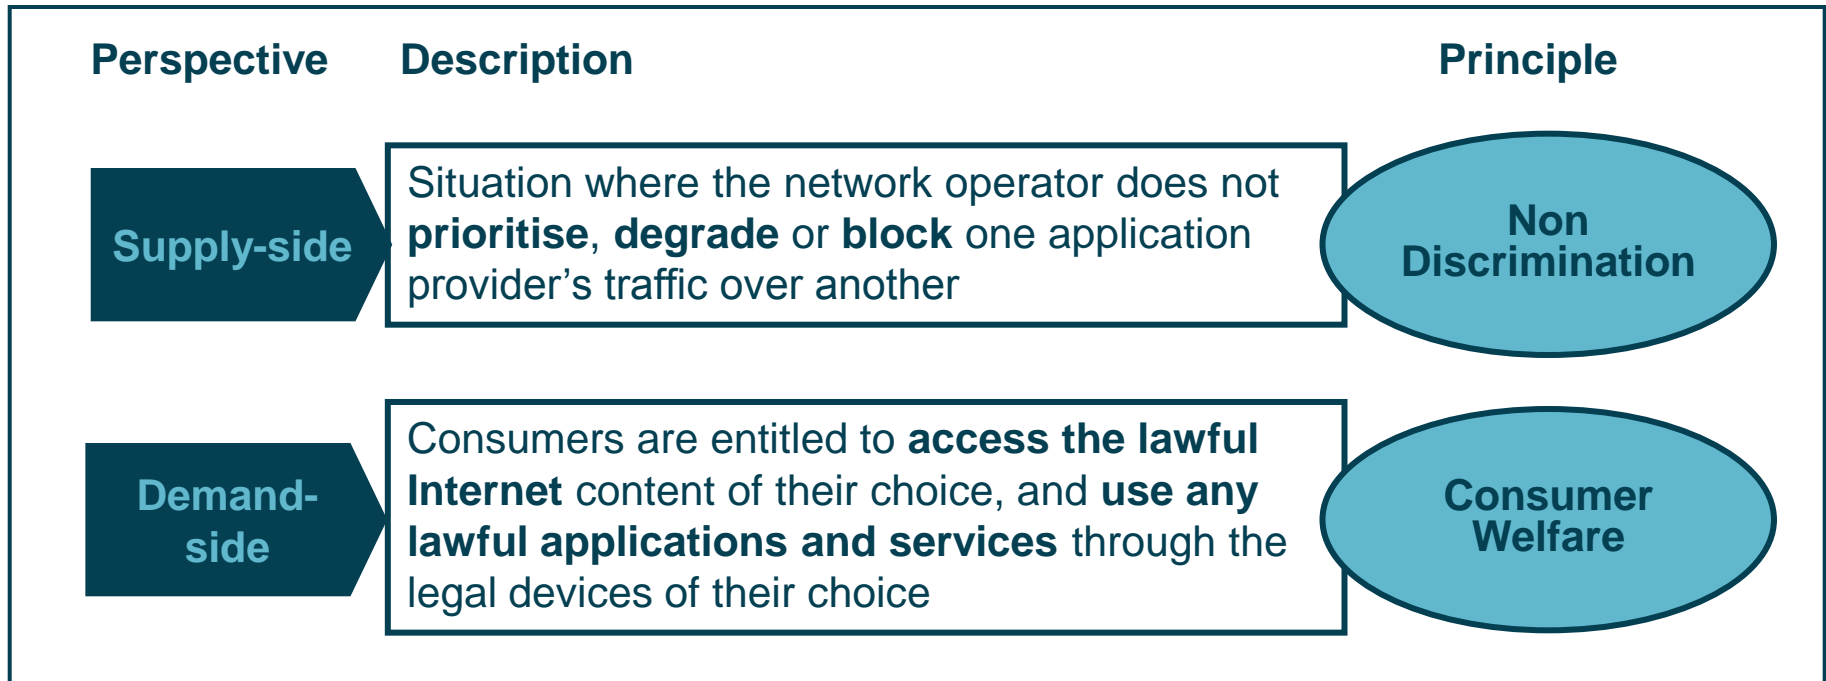 Perspective Description Principle
Supply-side
Situation where the network operator does not
prioritise, degrade or block one application
provider’s traffic over another
Non
Discrimination
Demand-
side
Consumers are entitled to access the lawful
Internet content of their choice, and use any
lawful applications and services through the
legal devices of their choice
Consumer
Welfare